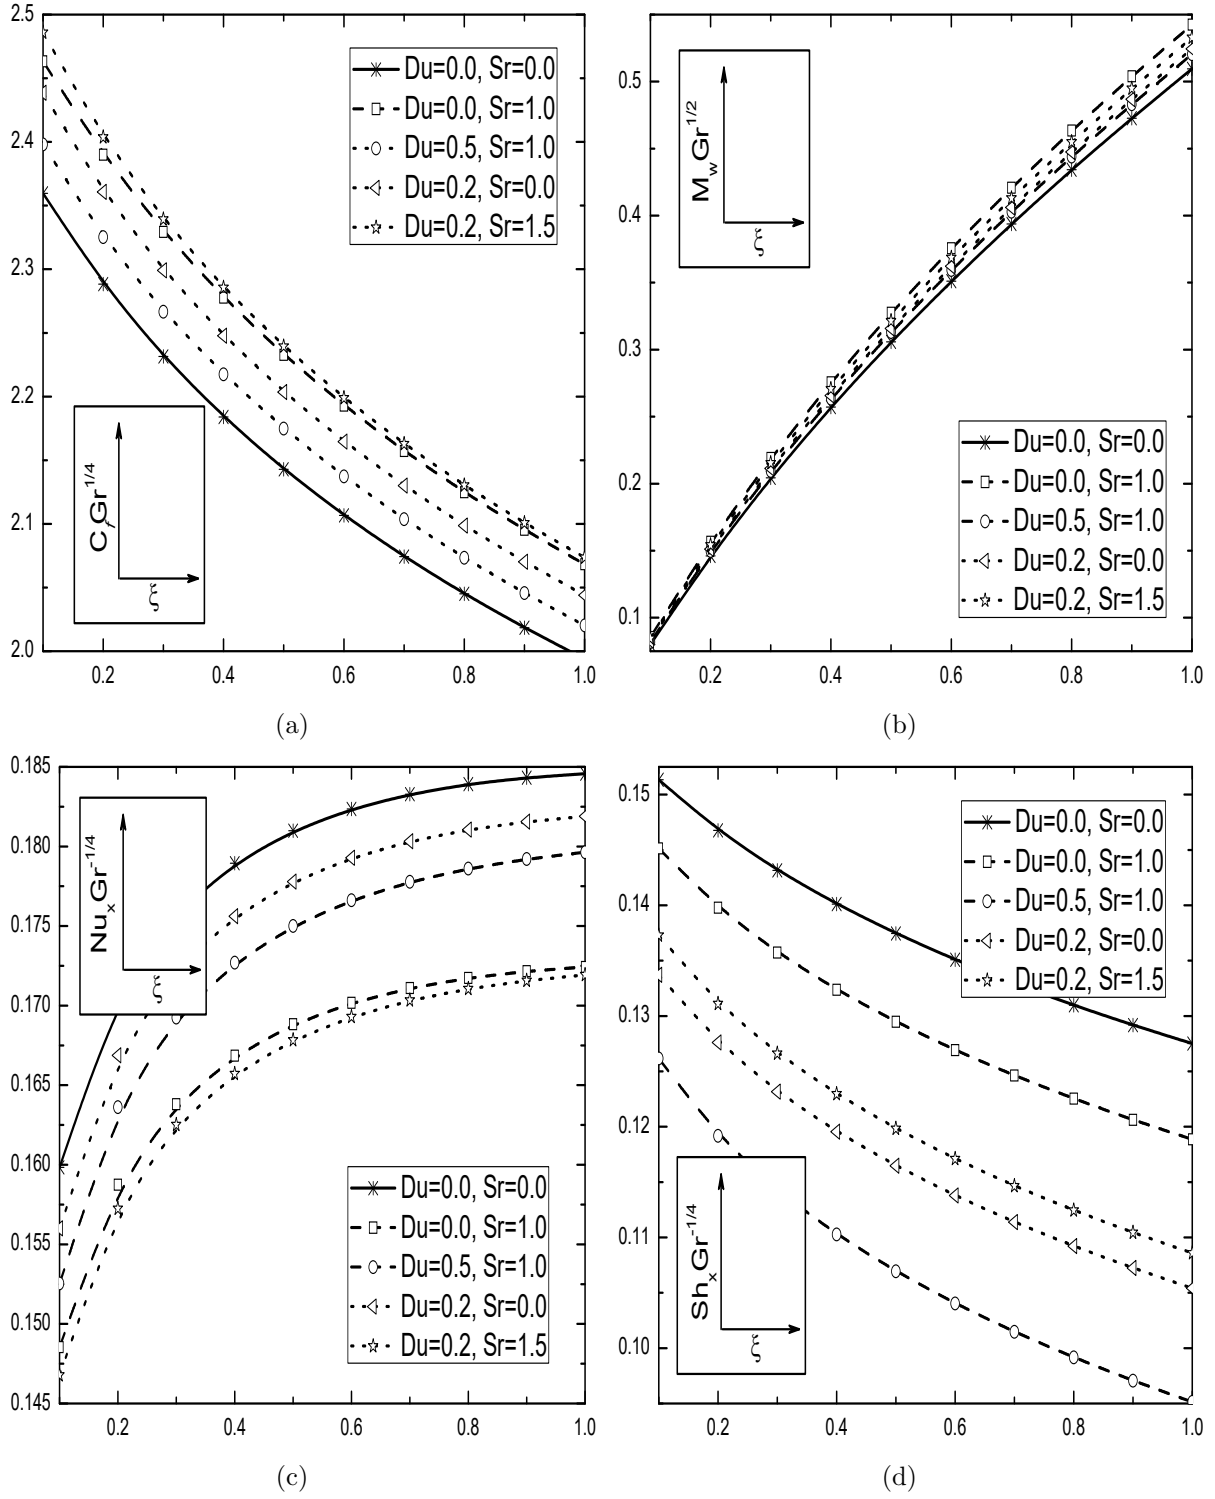 2.5
2.4
2.3
2.2
2.1
2.0
0.2 0.4 0.6 0.8 1.0
Du=0.0, Sr=0.0
Du=0.0, Sr=1.0
Du=0.5, Sr=1.0
Du=0.2, Sr=0.0
Du=0.2, Sr=1.5
C_fGr^{1/4}
ξ
(a)
0.5
0.4
0.3
0.2
0.1
0.2 0.4 0.6 0.8 1.0
M_wGr^{1/2}
ξ
Du=0.0, Sr=0.0
Du=0.0, Sr=1.0
Du=0.5, Sr=1.0
Du=0.2, Sr=0.0
Du=0.2, Sr=1.5
(b)
0.185
0.180
0.175
0.170
0.165
0.160
0.155
0.150
0.145
0.2 0.4 0.6 0.8 1.0
Nu_xGr^{-1/4}
ξ
Du=0.0, Sr=0.0
Du=0.0, Sr=1.0
Du=0.5, Sr=1.0
Du=0.2, Sr=0.0
Du=0.2, Sr=1.5
(c)
0.15
0.14
0.13
0.12
0.11
0.10
0.2 0.4 0.6 0.8 1.0
Du=0.0, Sr=0.0
Du=0.0, Sr=1.0
Du=0.5, Sr=1.0
Du=0.2, Sr=0.0
Du=0.2, Sr=1.5
Sh_xGr^{-1/4}
ξ
(d)